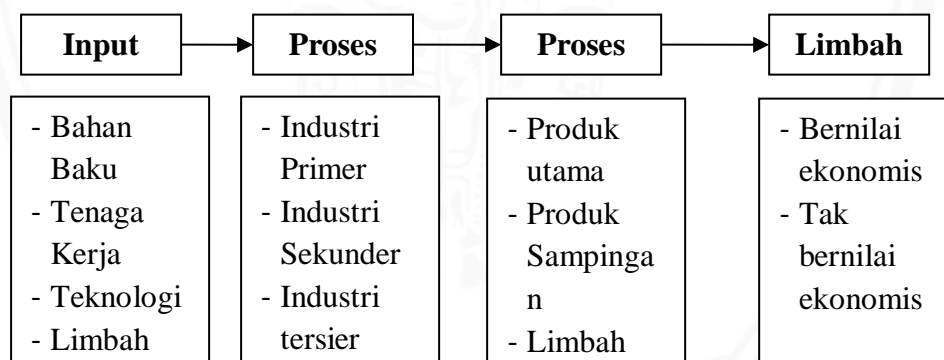 Input
Proses
Proses
Limbah
- Bahan
Baku
- Tenaga
Kerja
- Teknologi
- Limbah
- Industri
Primer
- Industri
Sekunder
- Industri
tersier
- Produk
utama
- Produk
Sampinga
n
- Limbah
- Bernilai
ekonomis
- Tak
bernilai
ekonomis